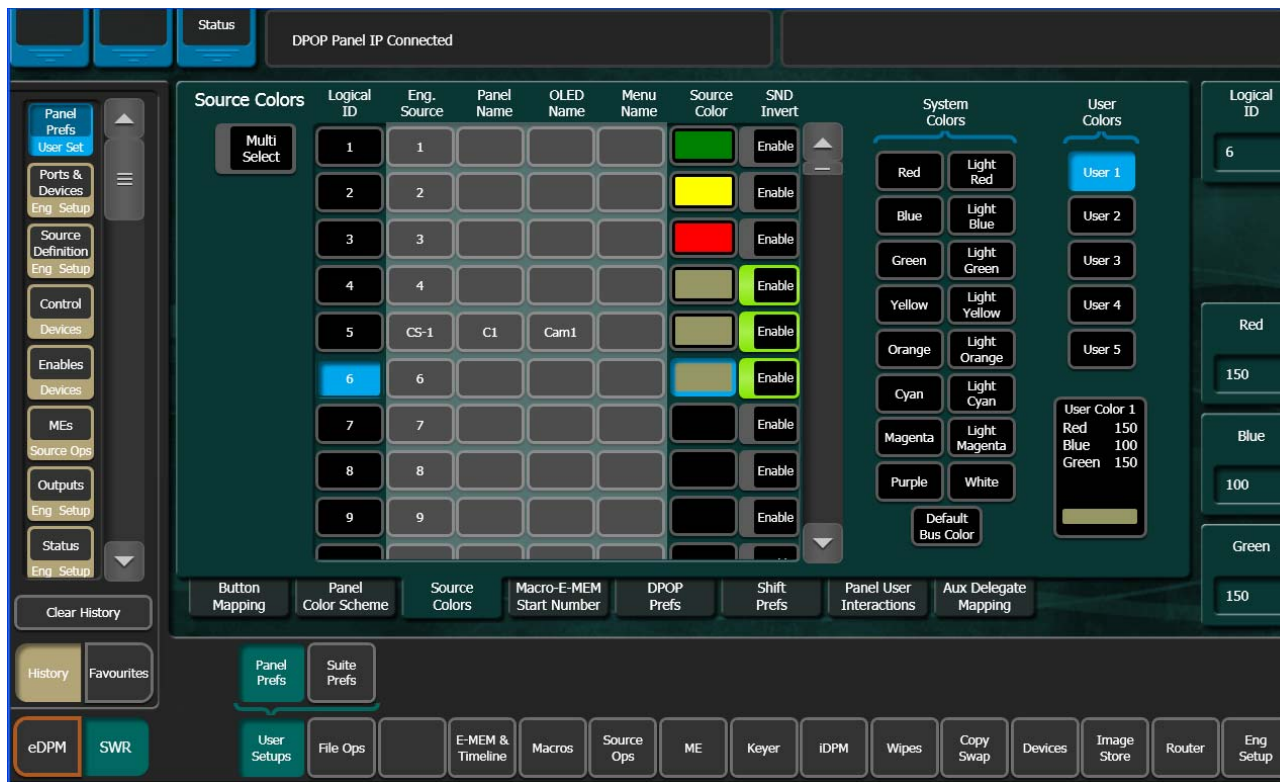 Status
DPOP Panel IP Connected
Panel
Prefs
User Set
Ports &
Devices
Eng Setup
Source
Definition
Eng Setup
Control
Devices
Enables
Devices
MEs
Source Ops
Outputs
Eng Setup
Status
Eng Setup
Clear History
History
Favourites
eDPM
SWR
Source Colors
Multi
Select
Logical
ID
Eng.
Source
Panel
Name
OLED
Name
Menu
Name
Source
Color
SND
Invert
1 1 Enable
2 2 Enable
3 3 Enable
4 4 Enable
5 CS-1 C1 Cam1 Enable
6 6 Enable
7 7 Enable
8 8 Enable
9 9 Enable
System
Colors
Red
Light
Red
Blue
Light
Blue
Green
Light
Green
Yellow
Light
Yellow
Orange
Light
Orange
Cyan
Light
Cyan
Magenta
Light
Magenta
Purple
White
Default
Bus Color
User
Colors
User 1
User 2
User 3
User 4
User 5
User Color 1
Red 150
Blue 100
Green 150
Logical
ID
6
Red
150
Blue
100
Green
150
Button
Mapping
Panel
Color Scheme
Source
Colors
Macro-E-MEM
Start Number
DPOP
Prefs
Shift
Prefs
Panel User
Interactions
Aux Delegate
Mapping
Panel
Prefs
Suite
Prefs
User
Setups
File Ops
E-MEM &
Timeline
Macros
Source
Ops
ME
Keyer
iDPM
Wipes
Copy
Swap
Devices
Image
Store
Router
Eng
Setup